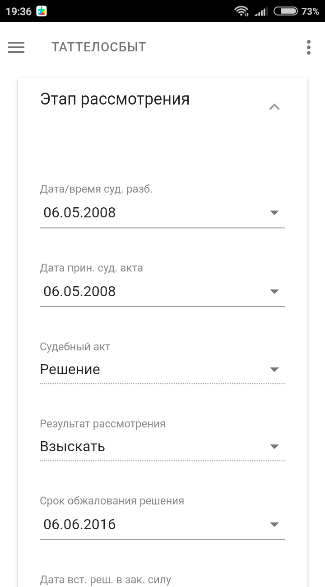 19:36 73%
ТАТТЕЛОСБЫТ
Этап рассмотрения
Дата/время суд. разб.
06.05.2008
Дата прин. суд. акта
06.05.2008
Судебный акт
Решение
Результат рассмотрения
Взыскать
Срок обжалования решения
06.06.2016
Дата вст. реш. в зак. силу